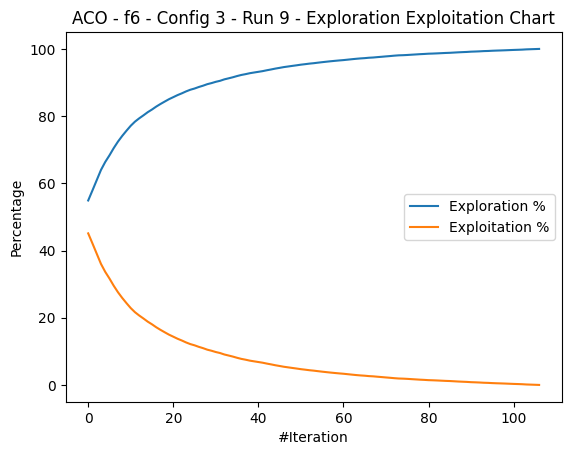 ACO - f6 - Config 3 - Run 9 - Exploration Exploitation Chart
Percentage
100
80
60
40
20
0
Exploration %
Exploitation %
0 20 40 60 80 100
#Iteration